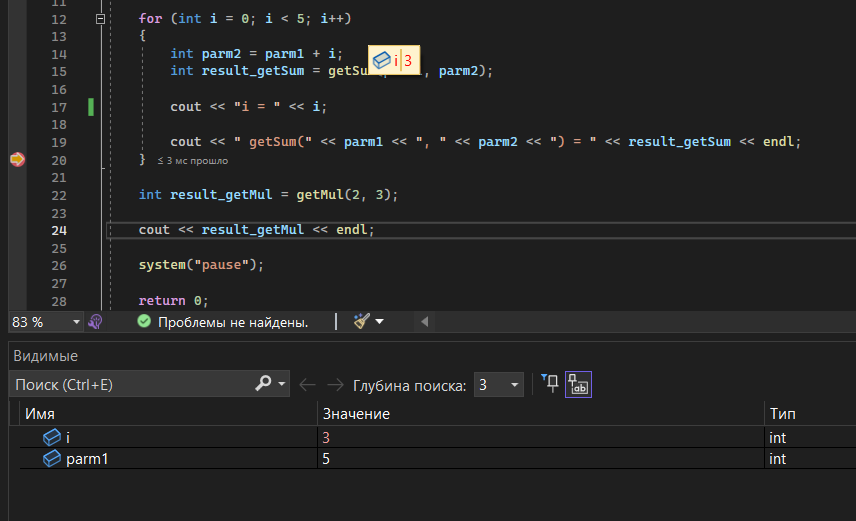 11
12 for (int i = 0; i < 5; i++)
13 {
14 int parm2 = parm1 + i;
15 int result_getSum = getSu , parm2);
i 3
16
17 cout << "i = " << i;
18
19 cout << " getSum(" << parm1 << ", " << parm2 << ") = " << result_getSum << endl;
20 } ≤ 3 мс прошло
21
22 int result_getMul = getMul(2, 3);
23
24 cout << result_getMul << endl;
25
26 system("pause");
27
28 return 0;
83 % Проблемы не найдены.
Видимые
Поиск (Ctrl+E) Глубина поиска: 3
Имя Значение Тип
i 3 int
parm1 5 int